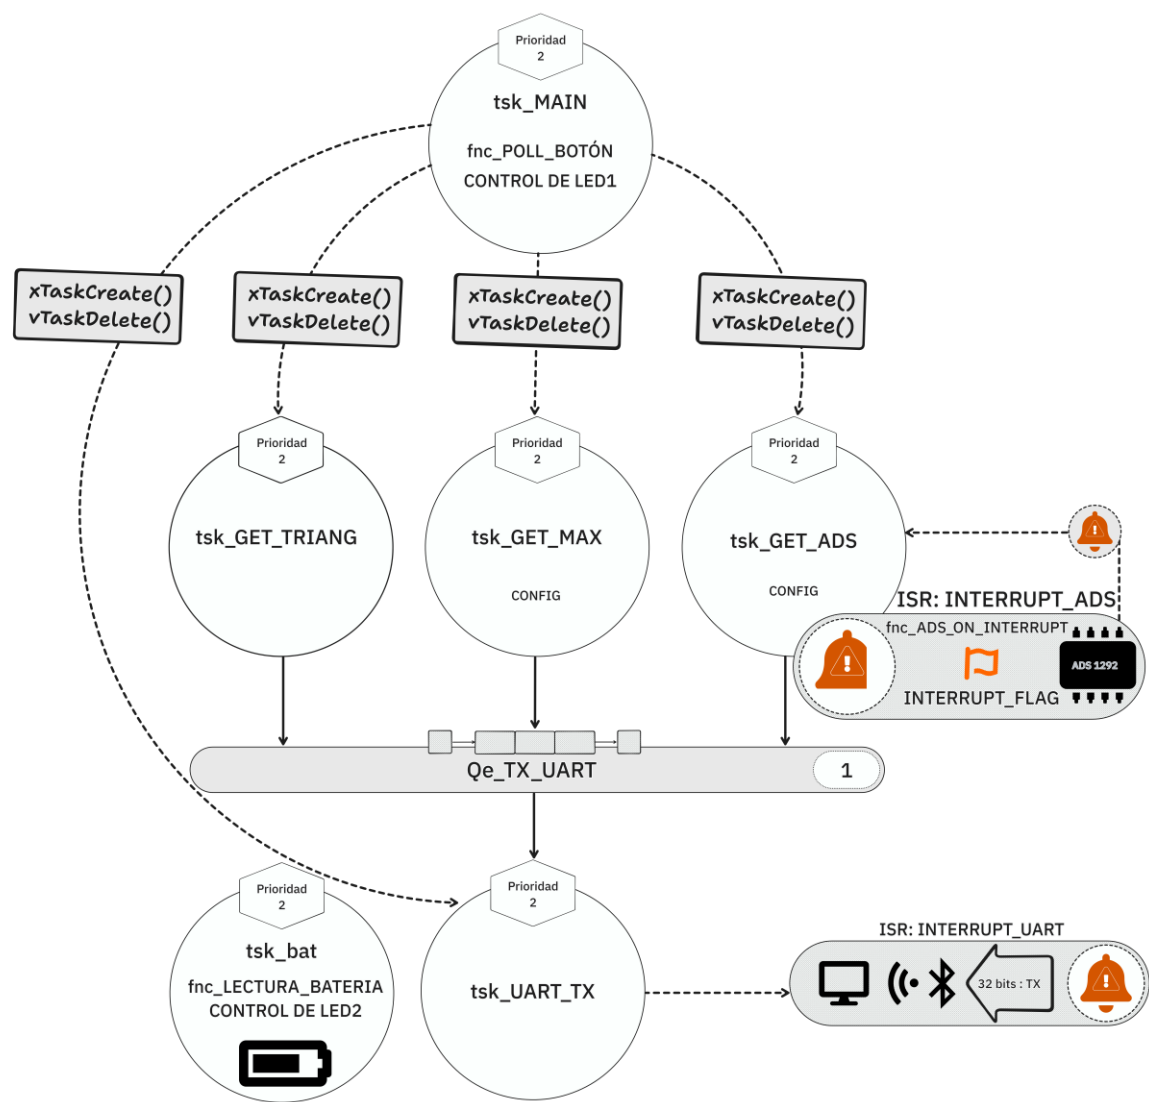 Prioridad
2
tsk_MAIN
fnc_POLL_BOTÓN
CONTROL DE LED1
xTaskCreate()
vTaskDelete()
xTaskCreate()
vTaskDelete()
xTaskCreate()
vTaskDelete()
xTaskCreate()
vTaskDelete()
Prioridad
2
tsk_GET_TRIANG
Prioridad
2
tsk_GET_MAX
CONFIG
Prioridad
2
tsk_GET_ADS
CONFIG
ISR: INTERRUPT_ADS
fnc_ADS_ON_INTERRUPT
ADS 1292
INTERRUPT_FLAG
Qe_TX_UART
1
Prioridad
2
tsk_bat
fnc_LECTURA_BATERIA
CONTROL DE LED2
Prioridad
2
tsk_UART_TX
ISR: INTERRUPT_UART
32 bits : TX